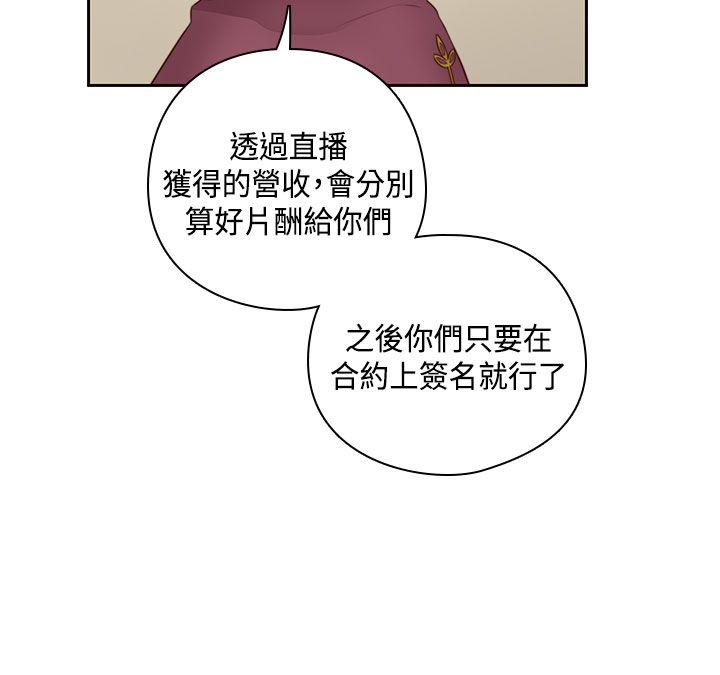 透過直播
獲得的營收，會分別
算好片酬給你們
之後你們只要在
合約上簽名就行了